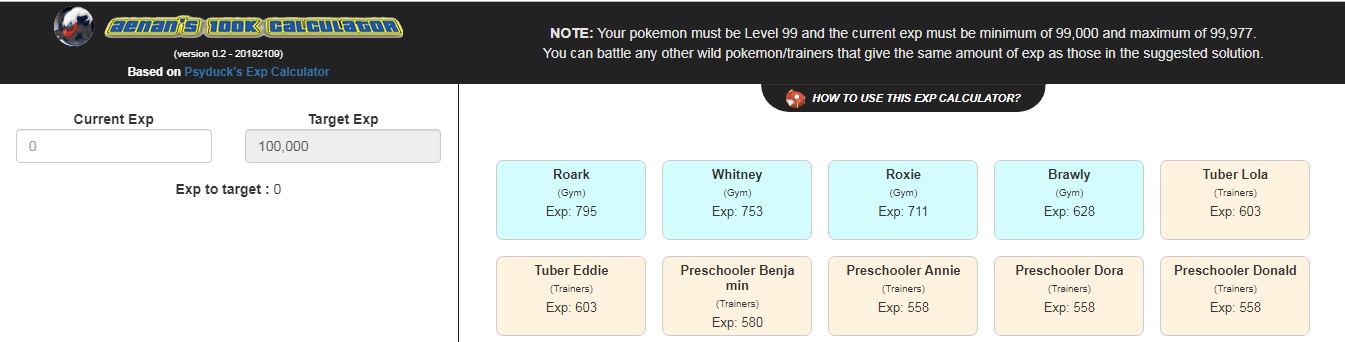 aenan's 100k calculator
(version 0.2 - 20192109)
Based on Psyduck's Exp Calculator
NOTE: Your pokemon must be Level 99 and the current exp must be minimum of 99,000 and maximum of 99,977.
You can battle any other wild pokemon/trainers that give the same amount of exp as those in the suggested solution.
HOW TO USE THIS EXP CALCULATOR?
Current Exp
Target Exp
0
100,000
Exp to target : 0
Roark
(Gym)
Exp: 795
Whitney
(Gym)
Exp: 753
Roxie
(Gym)
Exp: 711
Brawly
(Gym)
Exp: 628
Tuber Lola
(Trainers)
Exp: 603
Tuber Eddie
(Trainers)
Exp: 603
Preschooler Benja
min
(Trainers)
Exp: 580
Preschooler Annie
(Trainers)
Exp: 558
Preschooler Dora
(Trainers)
Exp: 558
Preschooler Donald
(Trainers)
Exp: 558